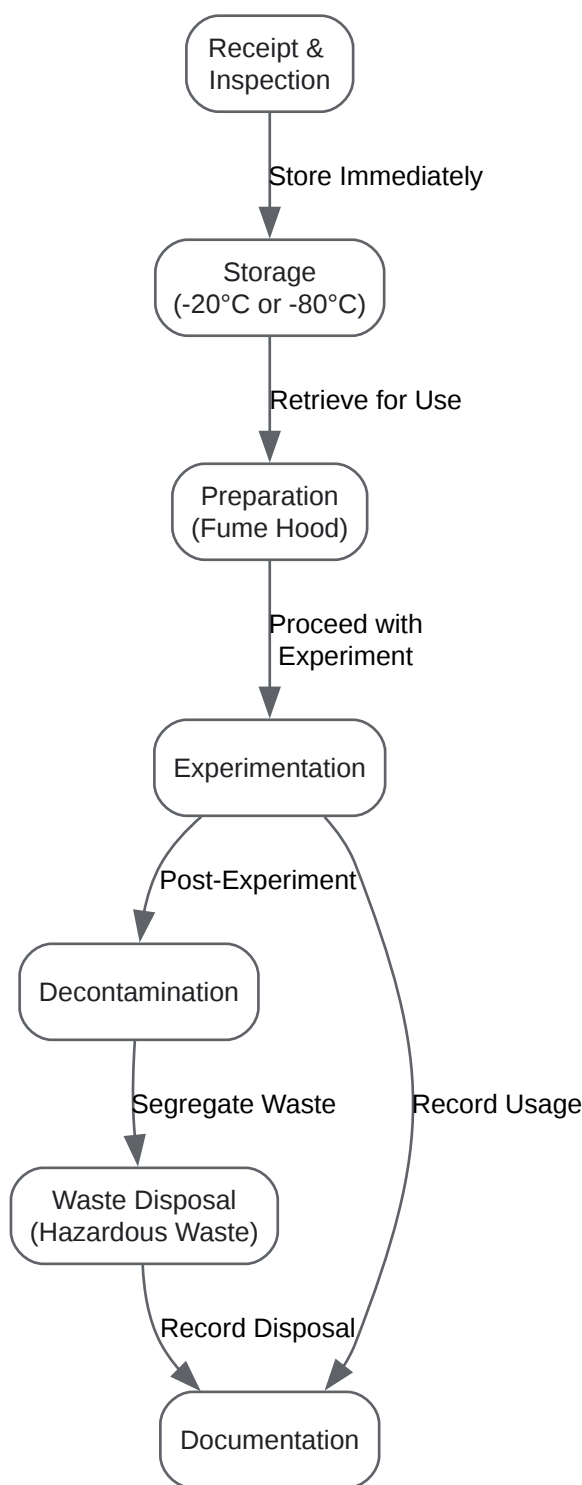 Receipt &
Inspection
Store Immediately
Storage
(-20°C or -80°C)
Retrieve for Use
Preparation
(Fume Hood)
Proceed with
Experiment
Experimentation
Post-Experiment
Decontamination
Segregate Waste
Record Usage
Waste Disposal
(Hazardous Waste)
Record Disposal
Documentation